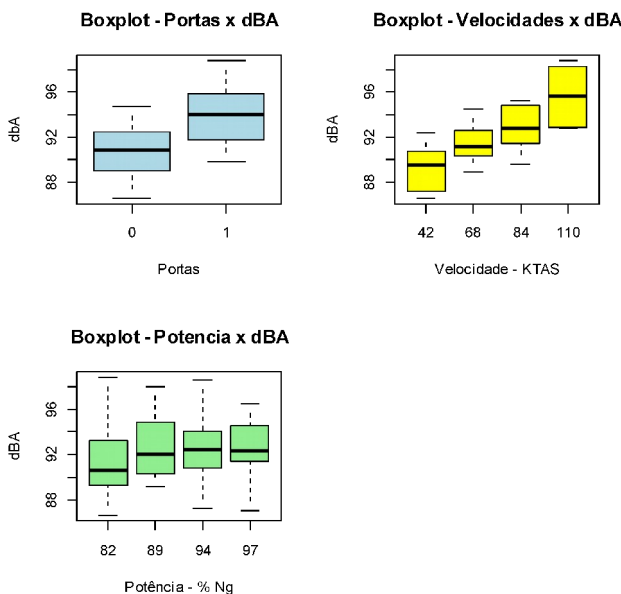 Boxplot - Portas x dBA
dbA
96
92
88
0 1
Portas
Boxplot - Velocidades x dBA
dBA
96
92
88
42 68 84 110
Velocidade - KTAS
Boxplot - Potencia x dBA
dBA
96
92
88
82 89 94 97
Potência - % Ng